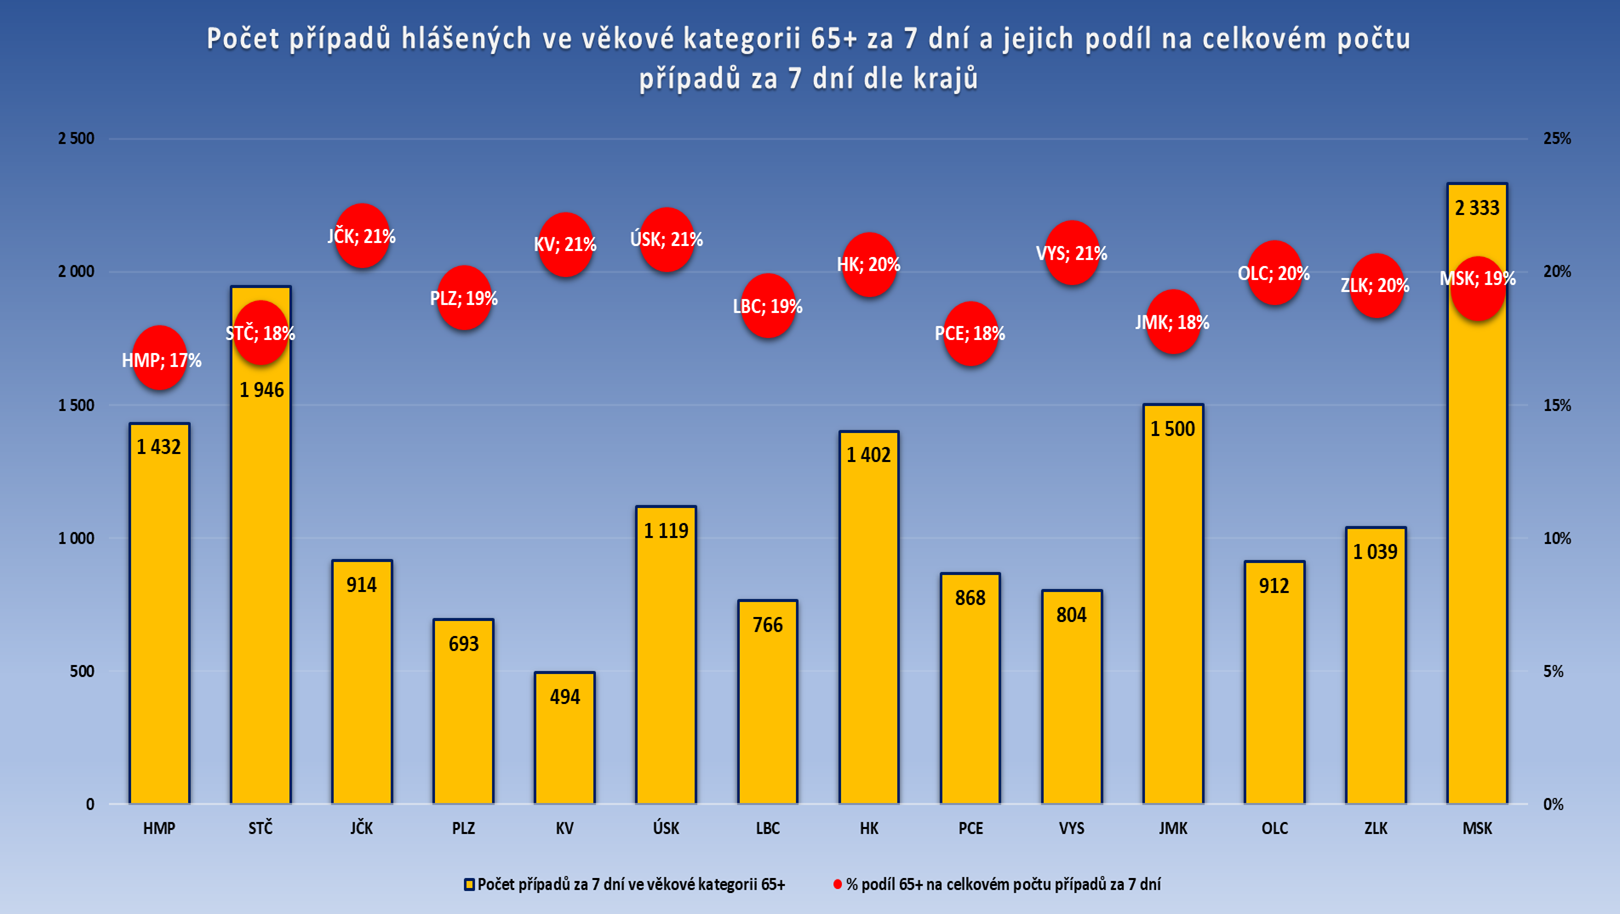 Počet případů hlášených ve věkové kategorii 65+ za 7 dní a jejich podíl na celkovém počtu
případů za 7 dní dle krajů
2 500
25%
2 000
20%
1 500
15%
1 000
10%
500
5%
0
0%
HMP; 17%
STČ; 18%
JČK; 21%
PLZ; 19%
KV; 21%
ÚSK; 21%
LBC; 19%
HK; 20%
PCE; 18%
VYS; 21%
JMK; 18%
OLC; 20%
ZLK; 20%
MSK; 19%
1 432
1 946
914
693
494
1 119
766
1 402
868
804
1 500
912
1 039
2 333
HMP
STČ
JČK
PLZ
KV
ÚSK
LBC
HK
PCE
VYS
JMK
OLC
ZLK
MSK
Počet případů za 7 dní ve věkové kategorii 65+
% podíl 65+ na celkovém počtu případů za 7 dní